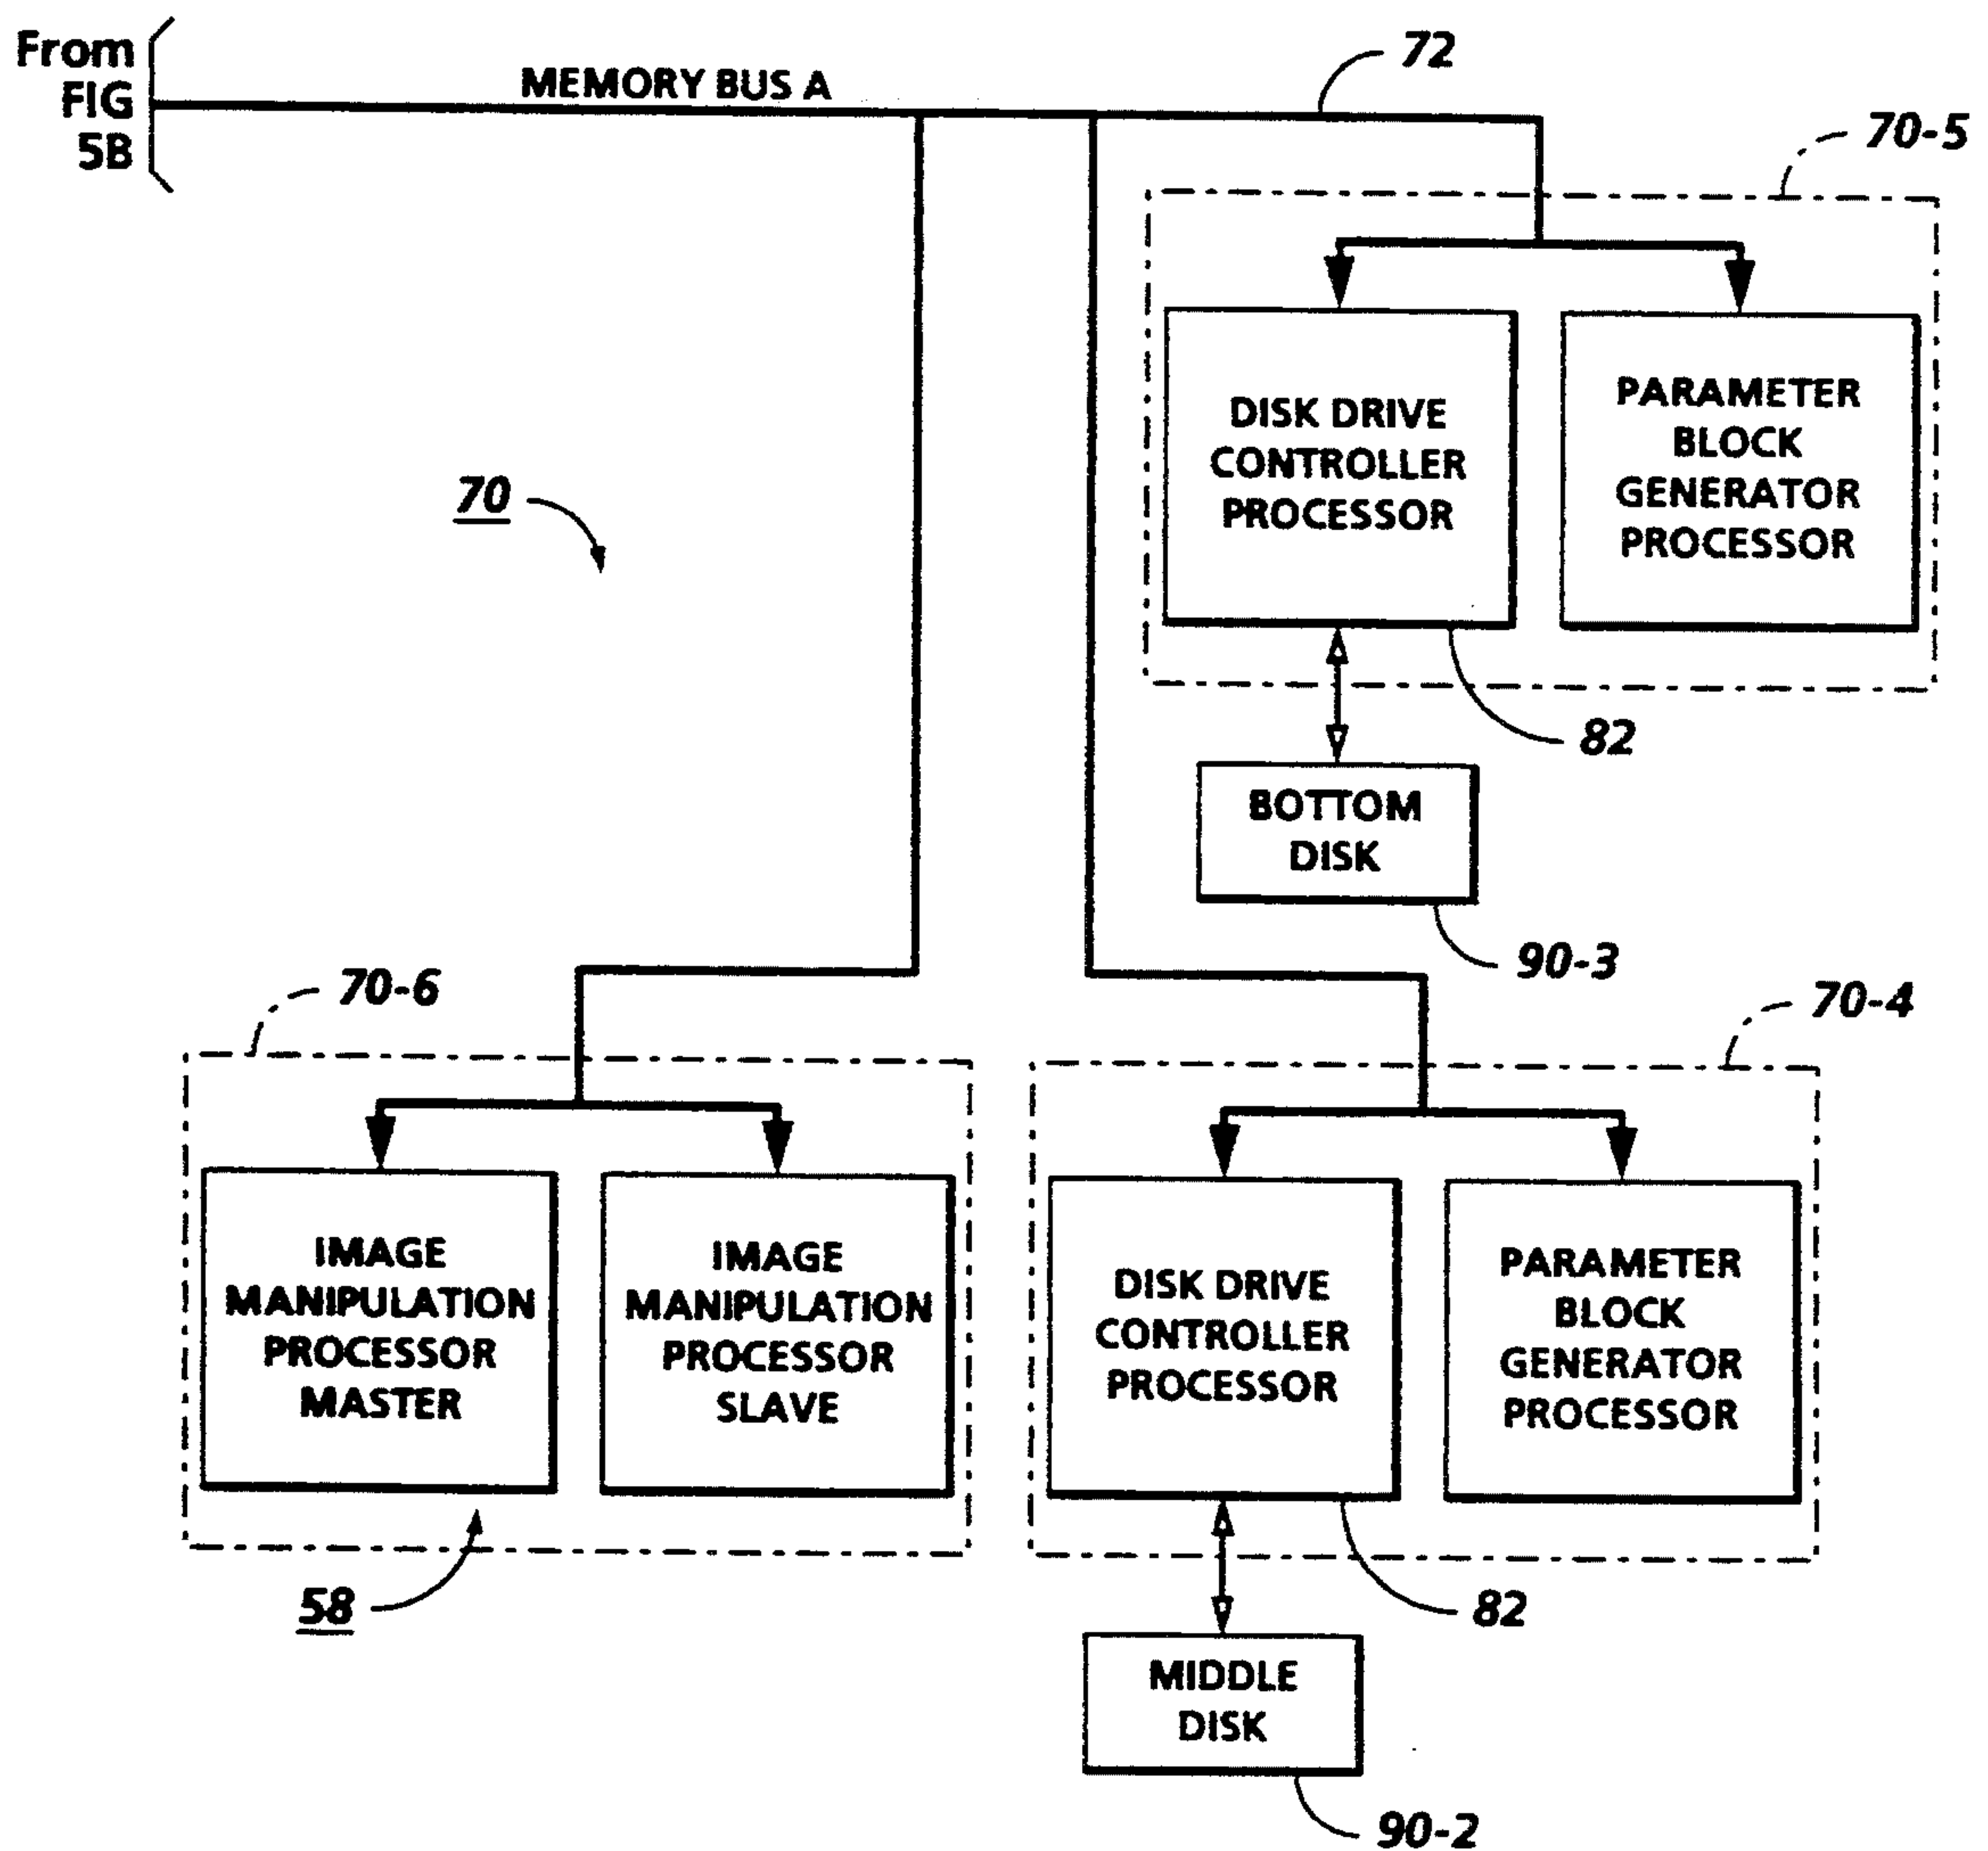 From
FIG
5B
MEMORY BUS A
72
70-5
DISK DRIVE
CONTROLLER
PROCESSOR
PARAMETER
BLOCK
GENERATOR
PROCESSOR
70
82
BOTTOM
DISK
90-3
70-6
70-4
IMAGE
MANIPULATION
PROCESSOR
MASTER
IMAGE
MANIPULATION
PROCESSOR
SLAVE
DISK DRIVE
CONTROLLER
PROCESSOR
PARAMETER
BLOCK
GENERATOR
PROCESSOR
58
82
MIDDLE
DISK
90-2